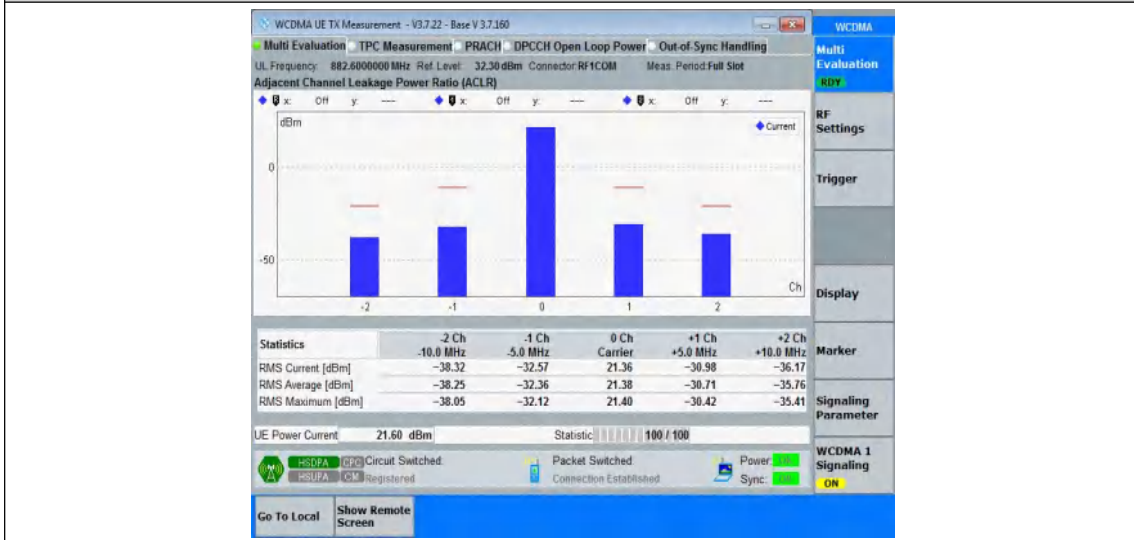 WCDMA UE TX Measurement - V3.7.22 - Base V 3.7.160
WCDMA
Multi Evaluation TPC Measurement PRACH DPCCH Open Loop Power Out-of-Sync Handling
Multi Evaluation
RDY
UL Frequency: 882.6000000 MHz Ref. Level: 32.30 dBm Connector: RF1COM Meas. Period: Full Slot
Adjacent Channel Leakage Power Ratio (ACLR)
x: Off y: --- x: Off y: --- x: Off y: ---
dBm
Current
0
-50
Ch
-2 -1 0 1 2
RF Settings
Trigger
Display
Marker
Signaling Parameter
WCDMA 1 Signaling
ON
Statistics -2 Ch -1 Ch 0 Ch +1 Ch +2 Ch
-10.0 MHz -5.0 MHz Carrier +5.0 MHz +10.0 MHz
RMS Current [dBm] −38.32 −32.57 21.36 −30.98 −36.17
RMS Average [dBm] −38.25 −32.36 21.38 −30.71 −35.76
RMS Maximum [dBm] −38.05 −32.12 21.40 −30.42 −35.41
UE Power Current 21.60 dBm Statistic 100 / 100
HSDPA CPC Circuit Switched: Packet Switched: Power:
HSUPA CM Registered Connection Established Sync:
Go To Local Show Remote Screen